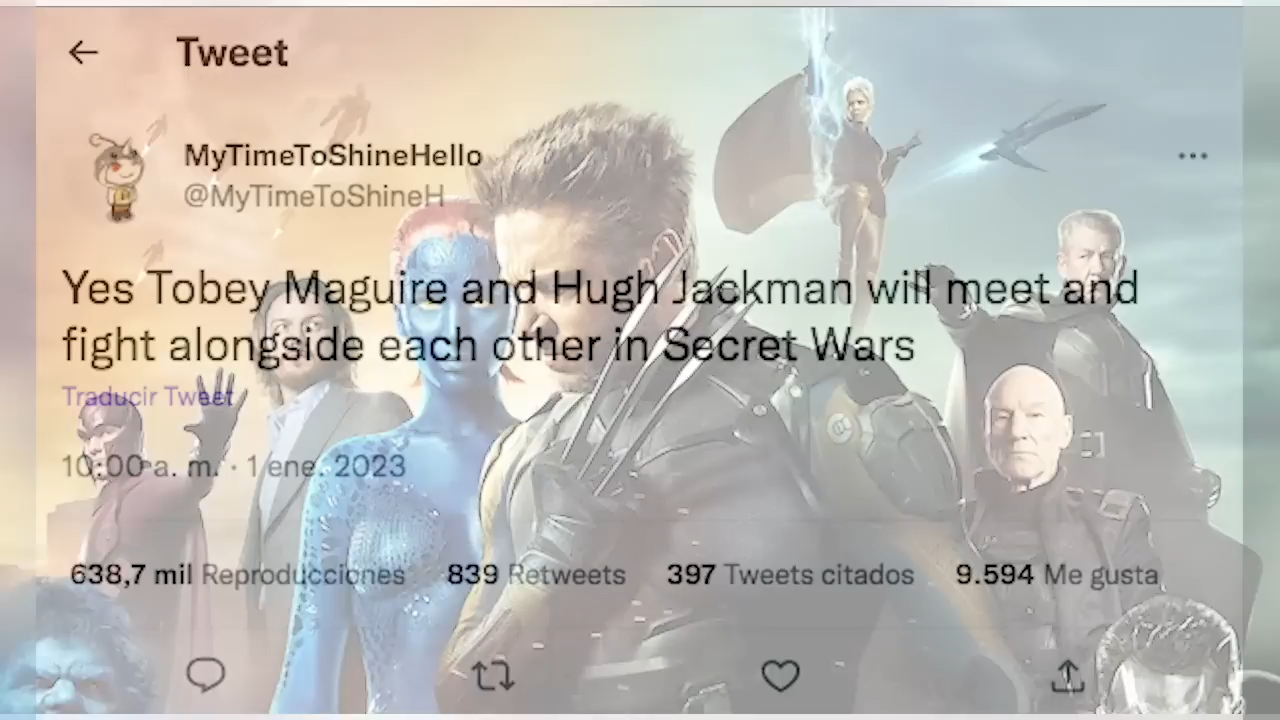 Tweet
MyTimeToShineHello
@MyTimeToShineH
Yes Tobey Maguire and Hugh Jackman will meet and
fight alongside each other in Secret Wars
Traducir Tweet
10:00 a. m. · 1 ene. 2023
638,7 mil Reproducciones 839 Retweets 397 Tweets citados 9.594 Me gusta